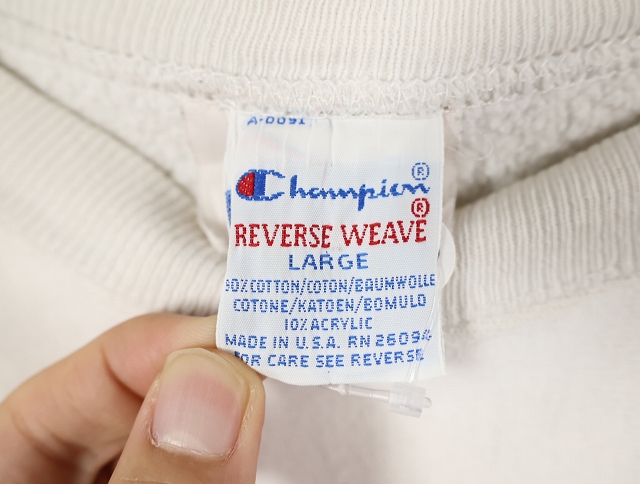 A-0091
Champion ®
REVERSE WEAVE ®
LARGE
90% COTTON/COTON/BAUMWOLLE
COTONE/KATOEN/BOMULD
10% ACRYLIC
MADE IN U.S.A. RN 26094
FOR CARE SEE REVERSE